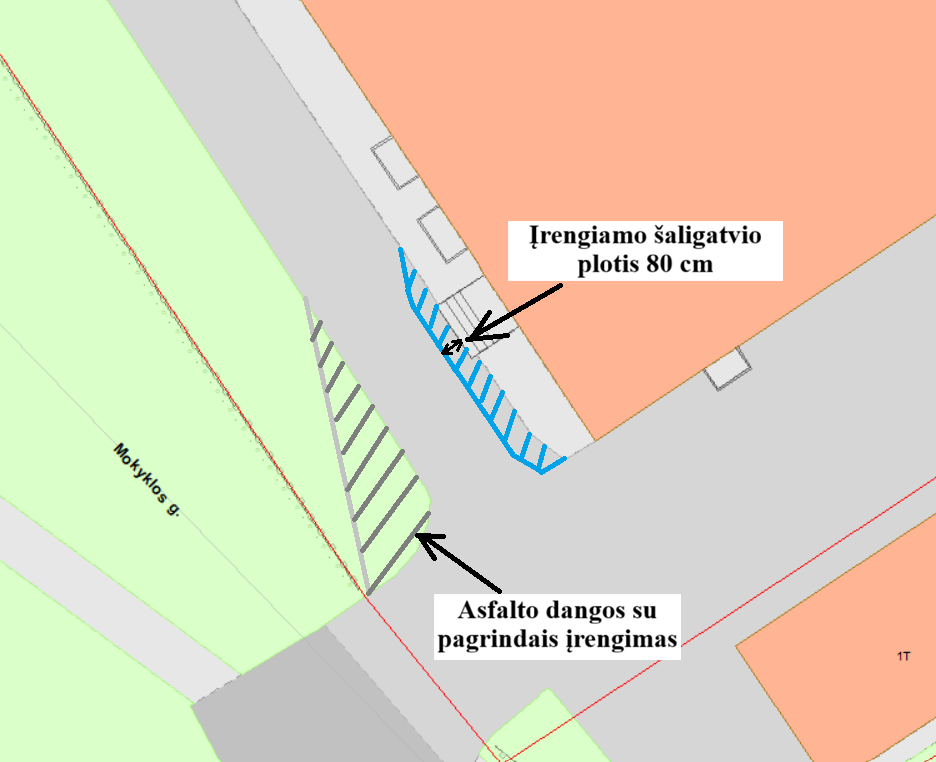 Įrengiamo šaligatvio
plotis 80 cm
Mokyklos g.
Asfalto dangos su
pagrindais įrengimas
1T